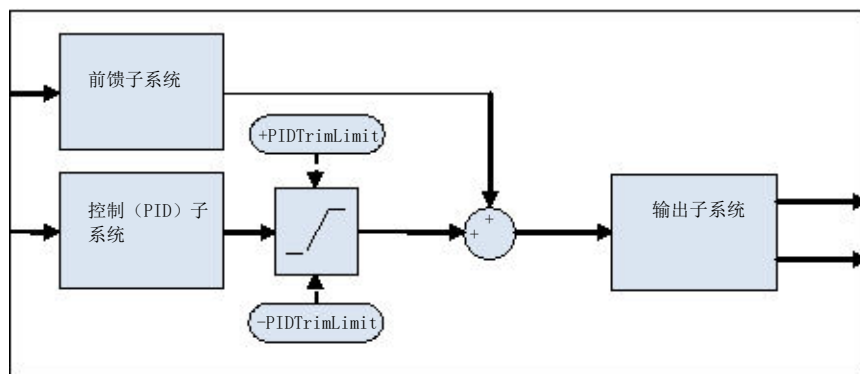 前馈子系统
+PIDTrimLimit
控制（PID）子
系统
+
+
输出子系统
-PIDTrimLimit